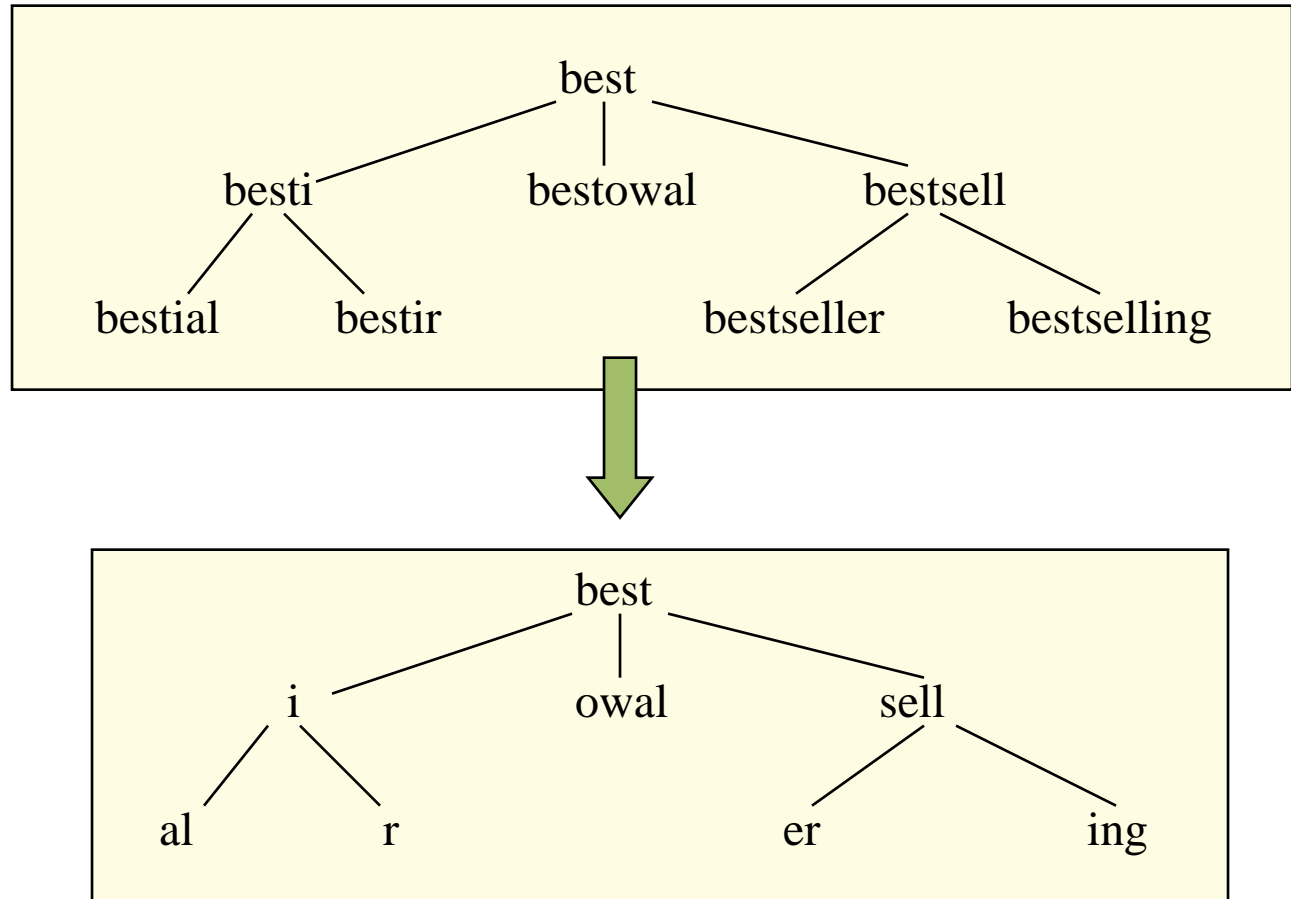 best
besti bestowal bestsell
bestial bestir bestseller bestselling
best
i owal sell
al r er ing